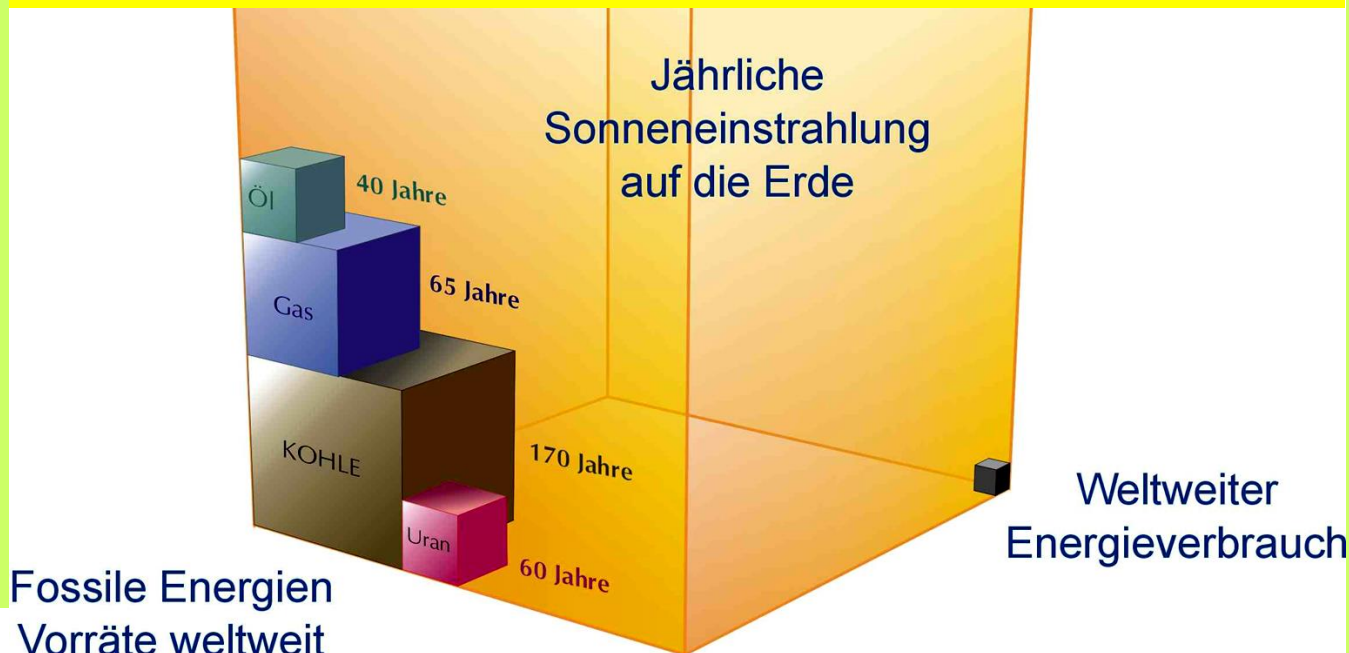 Jährliche
Sonneneinstrahlung
auf die Erde
Öl
40 Jahre
Gas
65 Jahre
KOHLE
170 Jahre
Uran
60 Jahre
Weltweiter
Energieverbrauch
Fossile Energien
Vorräte weltweit